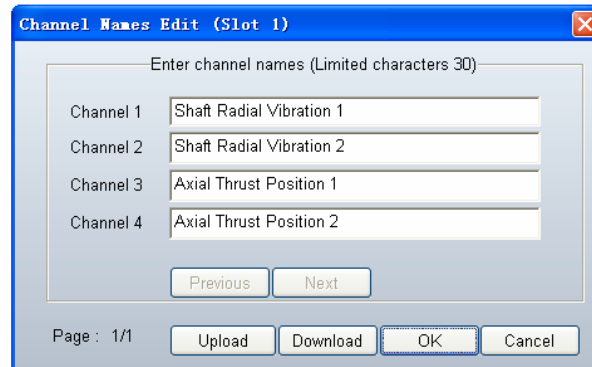 Channel Names Edit (Slot 1)
Enter channel names (Limited characters 30)
Channel 1 Shaft Radial Vibration 1
Channel 2 Shaft Radial Vibration 2
Channel 3 Axial Thrust Position 1
Channel 4 Axial Thrust Position 2
Previous Next
Page : 1/1 Upload Download OK Cancel